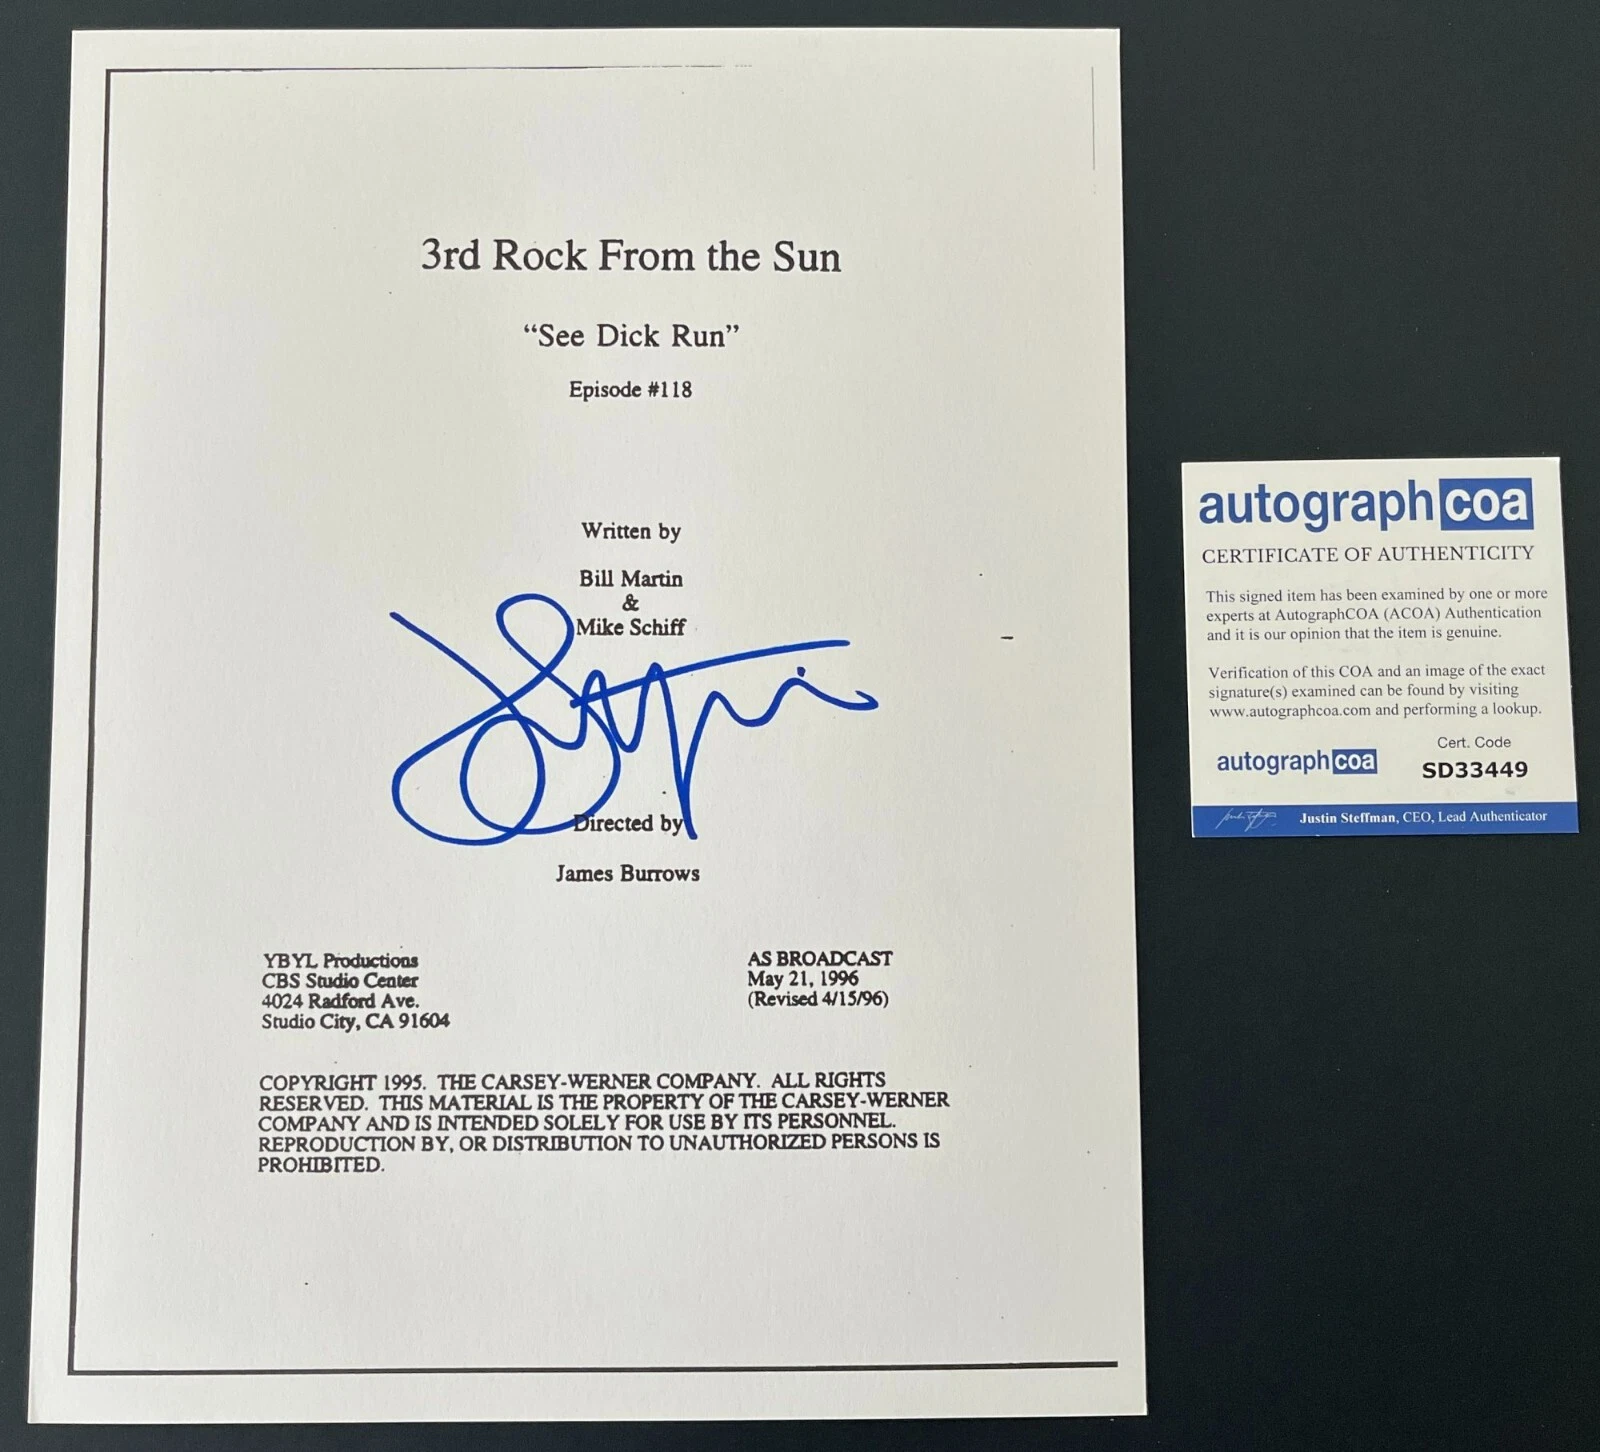 3rd Rock From the Sun
“See Dick Run”
Episode #118
Written by
Bill Martin
&
Mike Schiff
Directed by
James Burrows
YBYL Productions
CBS Studio Center
4024 Radford Ave.
Studio City, CA 91604
AS BROADCAST
May 21, 1996
(Revised 4/15/96)
COPYRIGHT 1995. THE CARSEY-WERNER COMPANY. ALL RIGHTS
RESERVED. THIS MATERIAL IS THE PROPERTY OF THE CARSEY-WERNER
COMPANY AND IS INTENDED SOLELY FOR USE BY ITS PERSONNEL.
REPRODUCTION BY, OR DISTRIBUTION TO UNAUTHORIZED PERSONS IS
PROHIBITED.
autographcoa
CERTIFICATE OF AUTHENTICITY
This signed item has been examined by one or more
experts at AutographCOA (ACOA) Authentication
and it is our opinion that the item is genuine.
Verification of this COA and an image of the exact
signature(s) examined can be found by visiting
www.autographcoa.com and performing a lookup.
autographcoa
Cert. Code
SD33449
Justin Steffman, CEO, Lead Authenticator